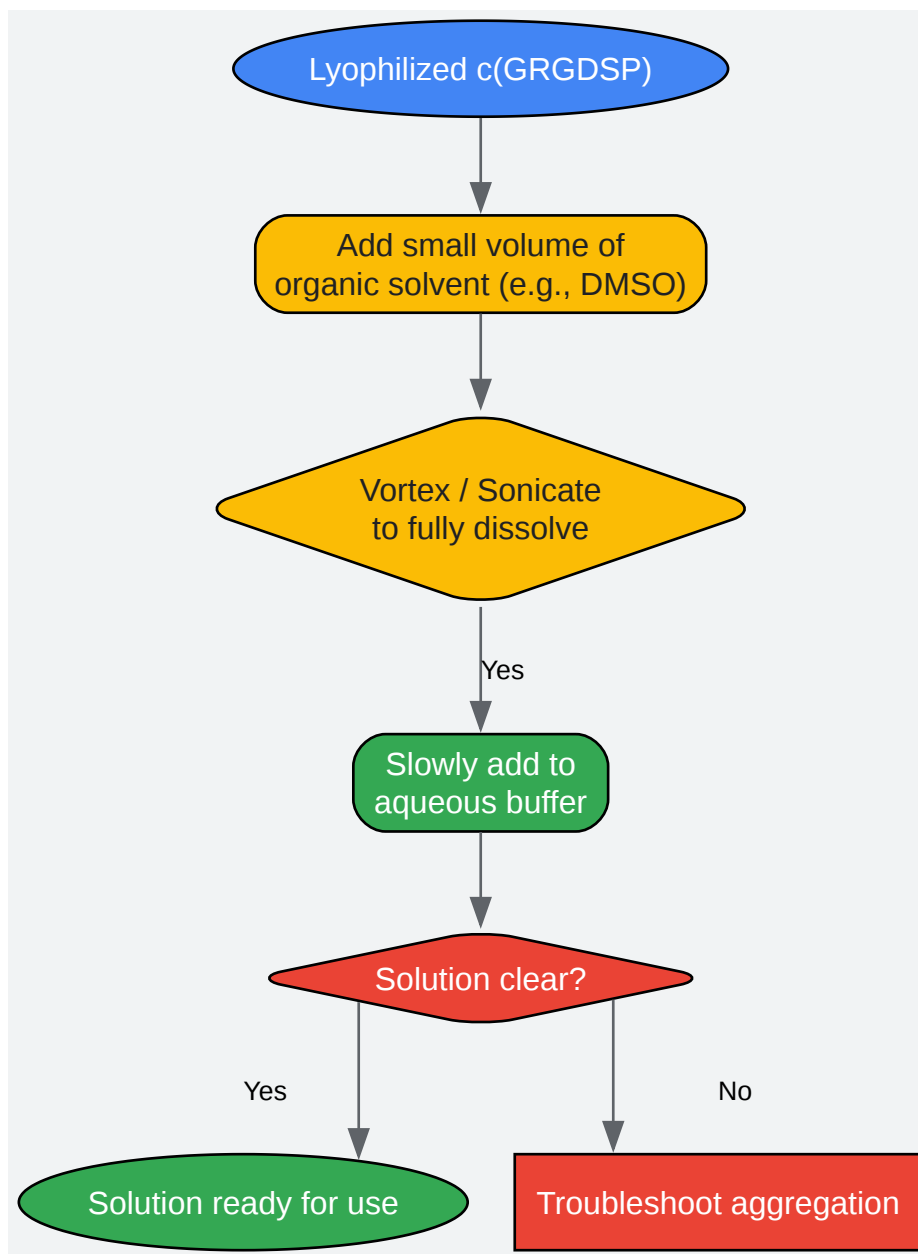 Lyophilized c(GRGDSP)
Add small volume of
organic solvent (e.g., DMSO)
Vortex / Sonicate
to fully dissolve
Yes
Slowly add to
aqueous buffer
Solution clear?
Yes
No
Solution ready for use
Troubleshoot aggregation